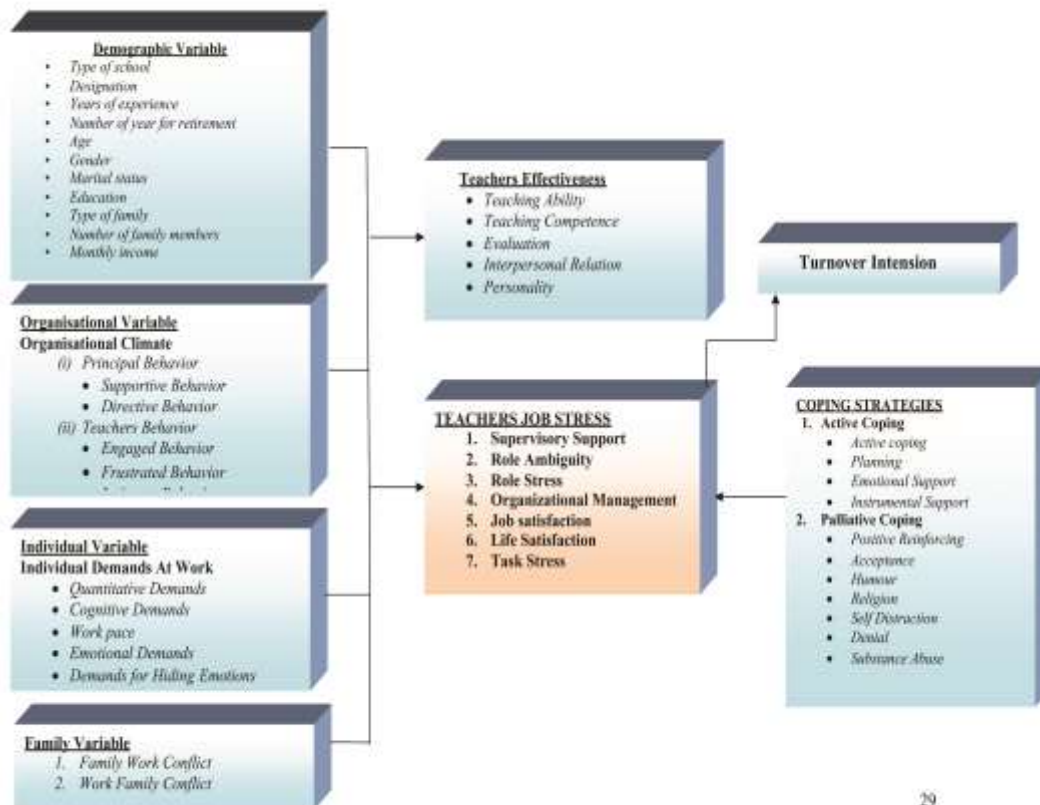 Demographic Variable
• Type of school
• Designation
• Years of experience
• Number of year for retirement
• Age
• Gender
• Marital status
• Education
• Type of family
• Number of family members
• Monthly income
Organisational Variable
Organisational Climate
(i) Principal Behavior
• Supportive Behavior
• Directive Behavior
(ii) Teachers Behavior
• Engaged Behavior
• Frustrated Behavior
Individual Variable
Individual Demands At Work
• Quantitative Demands
• Cognitive Demands
• Work pace
• Emotional Demands
• Demands for Hiding Emotions
Family Variable
1. Family Work Conflict
2. Work Family Conflict
Teachers Effectiveness
• Teaching Ability
• Teaching Competence
• Evaluation
• Interpersonal Relation
• Personality
TEACHERS JOB STRESS
1. Supervisory Support
2. Role Ambiguity
3. Role Stress
4. Organizational Management
5. Job satisfaction
6. Life Satisfaction
7. Task Stress
Turnover Intension
COPING STRATEGIES
1. Active Coping
• Active coping
• Planning
• Emotional Support
• Instrumental Support
2. Palliative Coping
• Positive Reinforcing
• Acceptance
• Humour
• Religion
• Self Distraction
• Denial
• Substance Abuse
29